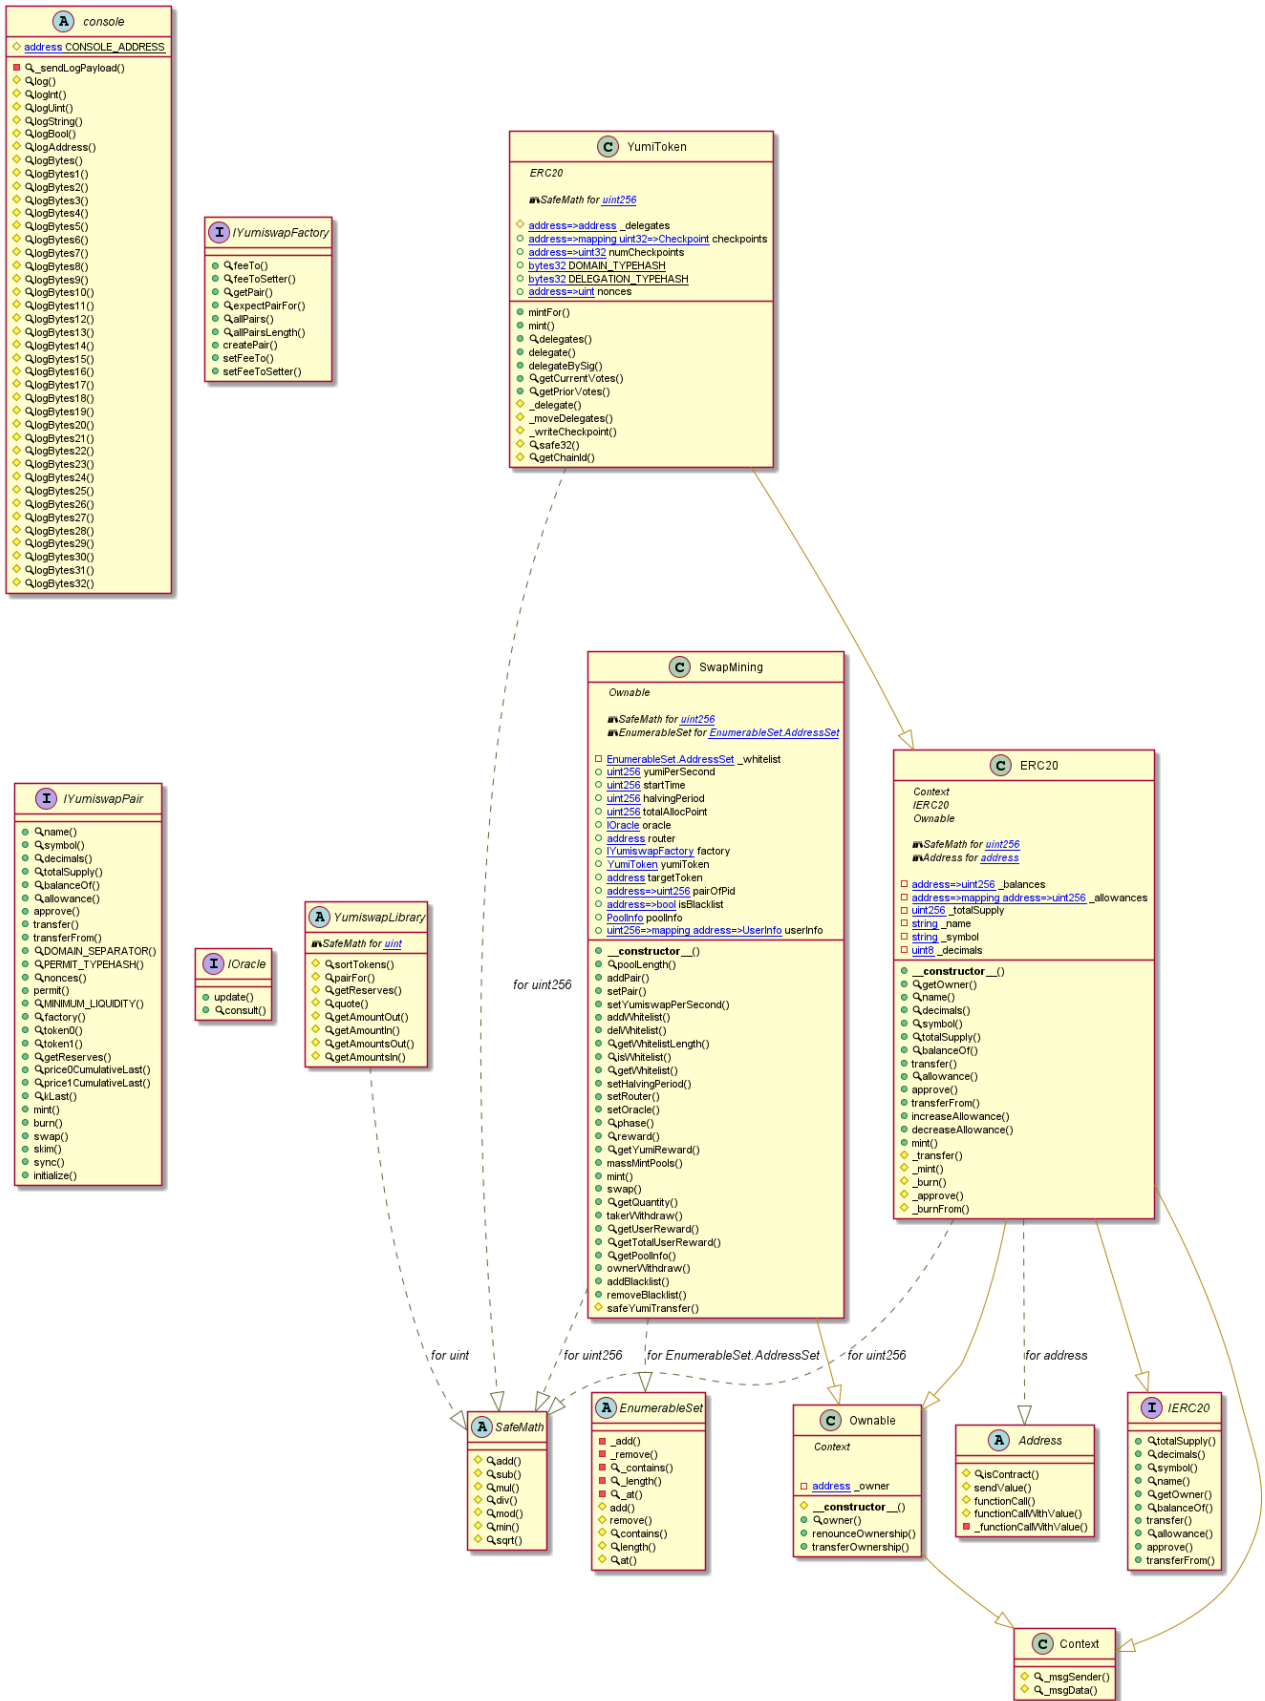 A console
address CONSOLE_ADDRESS
_sendLogPayload()
log()
logInt()
logUint()
logString()
logBool()
logAddress()
logBytes()
logBytes1()
logBytes2()
logBytes3()
logBytes4()
logBytes5()
logBytes6()
logBytes7()
logBytes8()
logBytes9()
logBytes10()
logBytes11()
logBytes12()
logBytes13()
logBytes14()
logBytes15()
logBytes16()
logBytes17()
logBytes18()
logBytes19()
logBytes20()
logBytes21()
logBytes22()
logBytes23()
logBytes24()
logBytes25()
logBytes26()
logBytes27()
logBytes28()
logBytes29()
logBytes30()
logBytes31()
logBytes32()
I IYumiswapFactory
feeTo()
feeToSetter()
getPair()
expectPairFor()
allPairs()
allPairsLength()
createPair()
setFeeTo()
setFeeToSetter()
C YumiToken
ERC20
SafeMath for uint256
address=>address _delegates
address=>mapping uint32=>Checkpoint checkpoints
address=>uint32 numCheckpoints
bytes32 DOMAIN_TYPEHASH
bytes32 DELEGATION_TYPEHASH
address=>uint nonces
mintFor()
mint()
delegates()
delegate()
delegateBySig()
getCurrentVotes()
getPriorVotes()
_delegate()
_moveDelegates()
_writeCheckpoint()
safe32()
getChainId()
C SwapMining
Ownable
SafeMath for uint256
EnumerableSet for EnumerableSet.AddressSet
EnumerableSet.AddressSet _whitelist
uint256 yumiPerSecond
uint256 startTime
uint256 halvingPeriod
uint256 totalAllocPoint
IOracle oracle
address router
IYumiswapFactory factory
YumiToken yumiToken
address targetToken
address=>uint256 pairOfPid
address=>bool isBlacklist
PoolInfo poolInfo
uint256=>mapping address=>UserInfo userInfo
__constructor__()
poolLength()
addPair()
setPair()
setYumiswapPerSecond()
addWhitelist()
delWhitelist()
getWhitelistLength()
isWhitelist()
getWhitelist()
setHalvingPeriod()
setRouter()
setOracle()
phase()
reward()
getYumiReward()
massMintPools()
mint()
swap()
getQuantity()
takerWithdraw()
getUserReward()
getTotalUserReward()
getPoolInfo()
ownerWithdraw()
addBlacklist()
removeBlacklist()
safeYumiTransfer()
C ERC20
Context
IERC20
Ownable
SafeMath for uint256
Address for address
address=>uint256 _balances
address=>mapping address=>uint256 _allowances
uint256 _totalSupply
string _name
string _symbol
uint8 _decimals
__constructor__()
getOwner()
name()
decimals()
symbol()
totalSupply()
balanceOf()
transfer()
allowance()
approve()
transferFrom()
increaseAllowance()
decreaseAllowance()
mint()
_transfer()
_mint()
_burn()
_approve()
_burnFrom()
I IYumiswapPair
name()
symbol()
decimals()
totalSupply()
balanceOf()
allowance()
approve()
transfer()
transferFrom()
DOMAIN_SEPARATOR()
PERMIT_TYPEHASH()
nonces()
permit()
MINIMUM_LIQUIDITY()
factory()
token0()
token1()
getReserves()
price0CumulativeLast()
price1CumulativeLast()
kLast()
mint()
burn()
swap()
skim()
sync()
initialize()
I IOracle
update()
consult()
A YumiswapLibrary
SafeMath for uint
sortTokens()
pairFor()
getReserves()
quote()
getAmountOut()
getAmountIn()
getAmountsOut()
getAmountsIn()
for uint256
for uint
for uint256
for EnumerableSet.AddressSet
for uint256
for address
A SafeMath
add()
sub()
mul()
div()
mod()
min()
sqrt()
A EnumerableSet
_add()
_remove()
_contains()
_length()
_at()
add()
remove()
contains()
length()
at()
C Ownable
Context
address _owner
__constructor__()
owner()
renounceOwnership()
transferOwnership()
A Address
isContract()
sendValue()
functionCall()
functionCallWithValue()
_functionCallWithValue()
I IERC20
totalSupply()
decimals()
symbol()
name()
getOwner()
balanceOf()
transfer()
allowance()
approve()
transferFrom()
C Context
_msgSender()
_msgData()